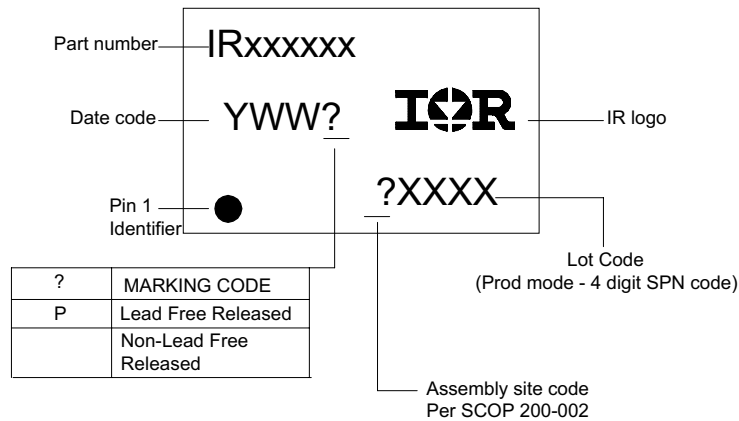 Part number
IRxxxxxx
Date code
YWW?
IOR
IR logo
?XXXX
Pin 1
Identifier
Lot Code
(Prod mode - 4 digit SPN code)
? MARKING CODE
P Lead Free Released
Non-Lead Free
Released
Assembly site code
Per SCOP 200-002